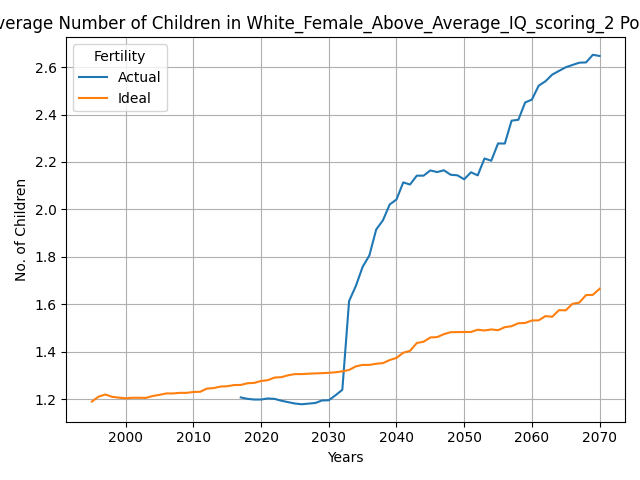 verage Number of Children in White_Female_Above_Average_IQ_scoring_2 Po
Fertility
Actual
Ideal
No. of Children
2.6
2.4
2.2
2.0
1.8
1.6
1.4
1.2
2000 2010 2020 2030 2040 2050 2060 2070
Years